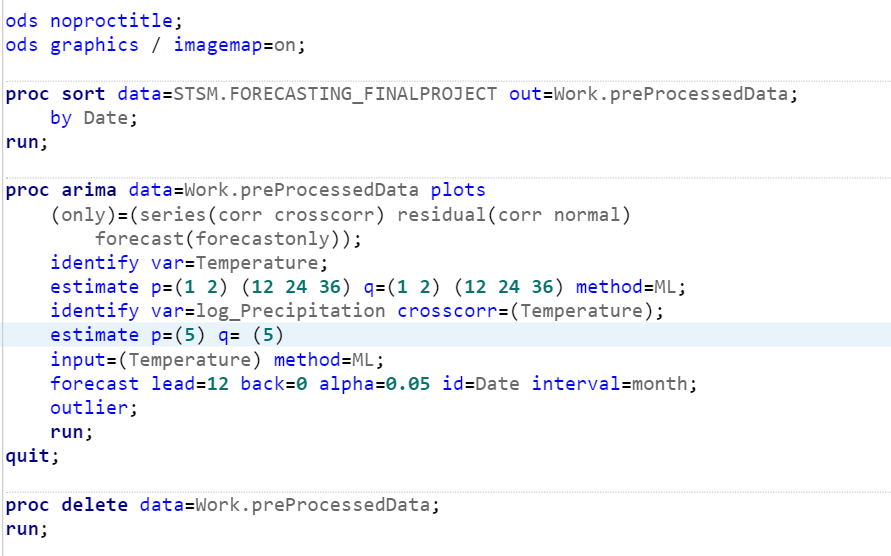 ods noproctitle;
ods graphics / imagemap=on;
proc sort data=STSM.FORECASTING_FINALPROJECT out=Work.preProcessedData;
by Date;
run;
proc arima data=Work.preProcessedData plots
(only)=(series(corr crosscorr) residual(corr normal)
forecast(forecastonly));
identify var=Temperature;
estimate p=(1 2) (12 24 36) q=(1 2) (12 24 36) method=ML;
identify var=log_Precipitation crosscorr=(Temperature);
estimate p=(5) q= (5)
input=(Temperature) method=ML;
forecast lead=12 back=0 alpha=0.05 id=Date interval=month;
outlier;
run;
quit;
proc delete data=Work.preProcessedData;
run;